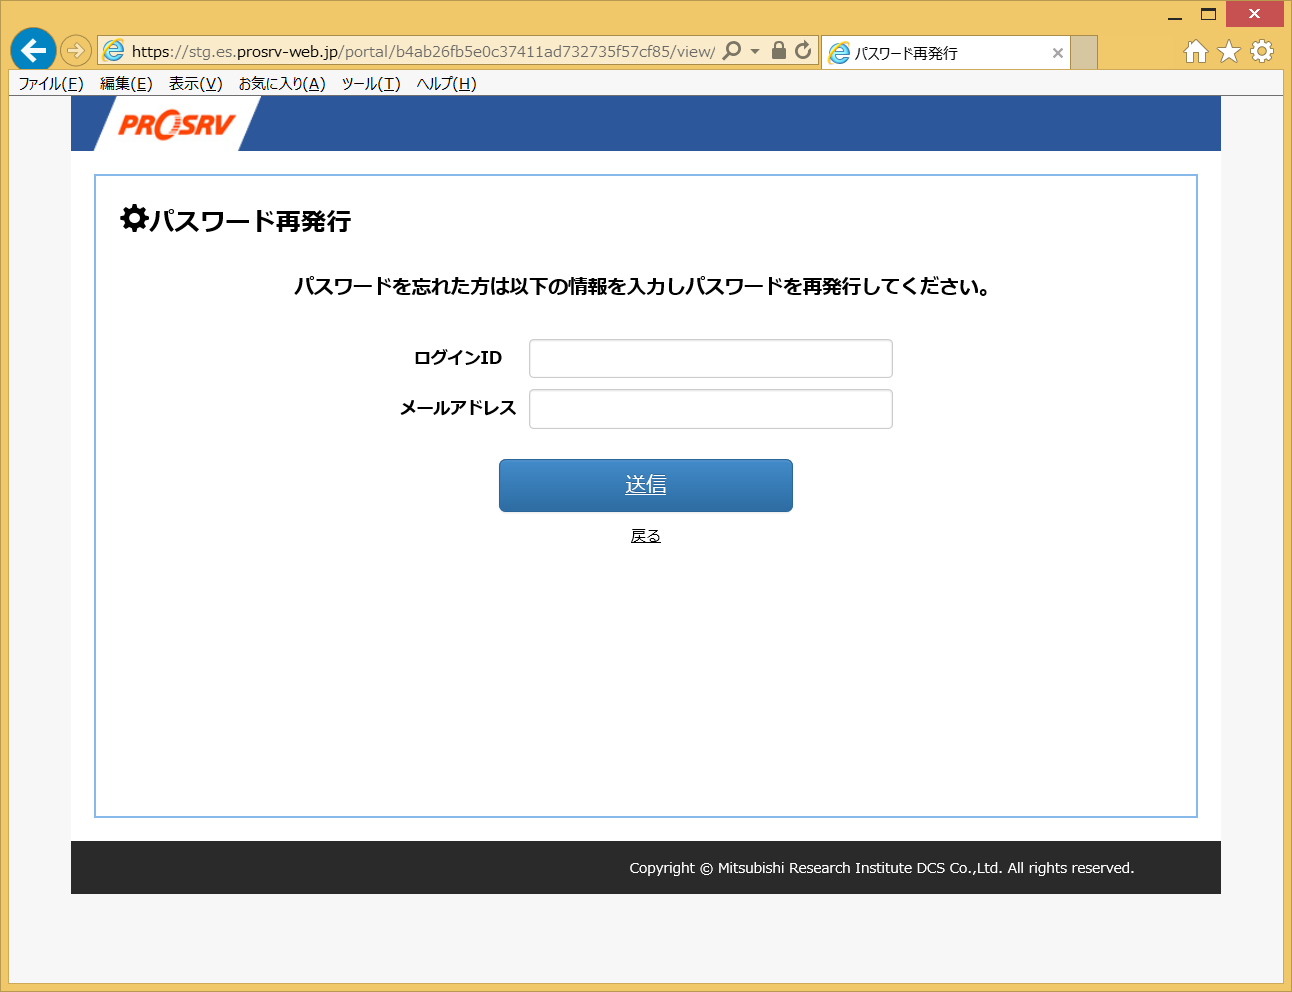 https://stg.es.prosrv-web.jp/portal/b4ab26fb5e0c37411ad732735f57cf85/view/
パスワード再発行
ファイル(F) 編集(E) 表示(V) お気に入り(A) ツール(T) ヘルプ(H)
PROSRV
パスワード再発行
パスワードを忘れた方は以下の情報を入力しパスワードを再発行してください。
ログインID
メールアドレス
送信
戻る
Copyright © Mitsubishi Research Institute DCS Co.,Ltd. All rights reserved.